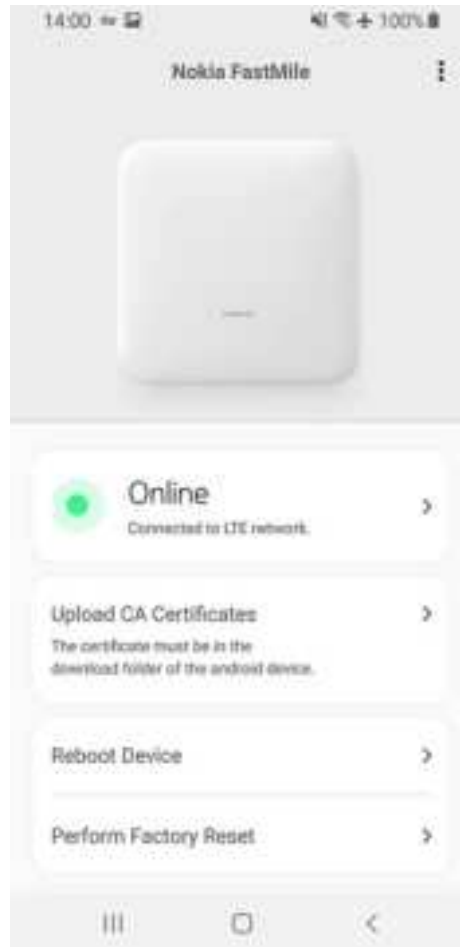 14:00
100%
Nokia FastMile
Online
Connected to LTE network.
Upload CA Certificates
The certificate must be in the
download folder of the android device.
Reboot Device
Perform Factory Reset